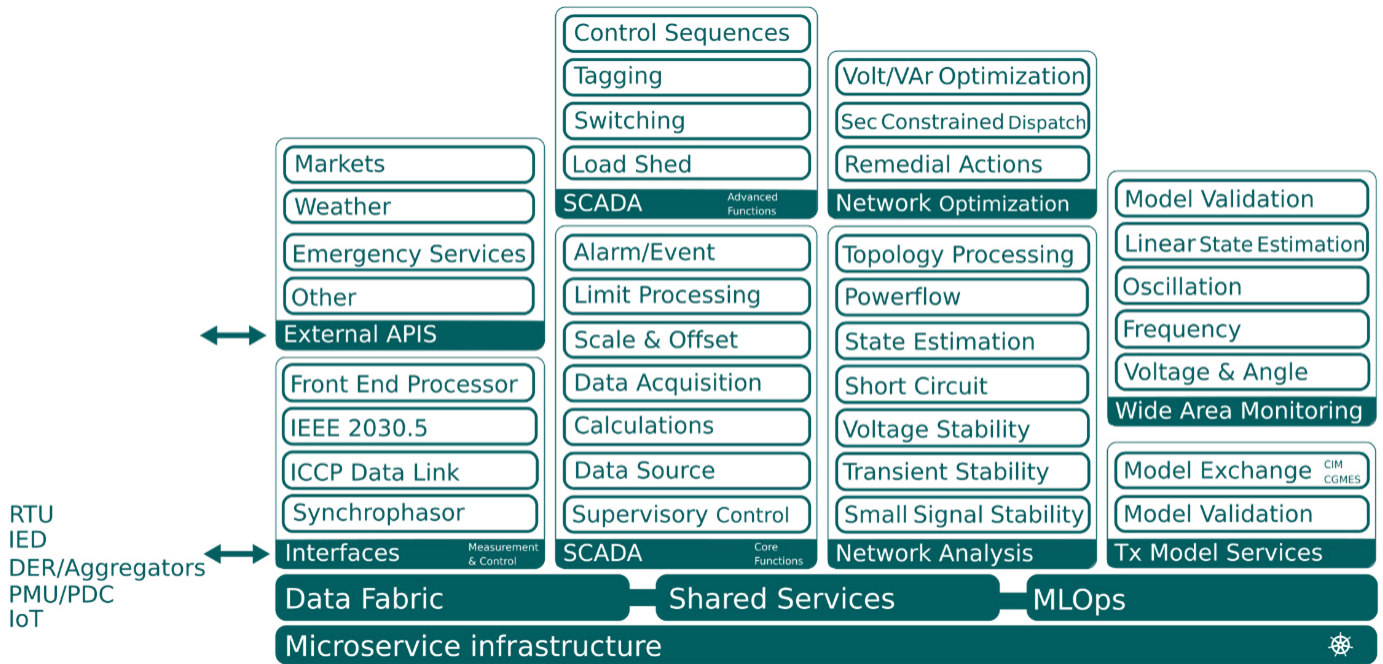 Control Sequences
Tagging
Switching
Load Shed
SCADA Advanced
Functions
Volt/VAr Optimization
Sec Constrained Dispatch
Remedial Actions
Network Optimization
Markets
Weather
Emergency Services
Other
External APIS
Alarm/Event
Limit Processing
Scale & Offset
Data Acquisition
Calculations
Data Source
Supervisory Control
SCADA Core
Functions
Topology Processing
Powerflow
State Estimation
Short Circuit
Voltage Stability
Transient Stability
Small Signal Stability
Network Analysis
Model Validation
Linear State Estimation
Oscillation
Frequency
Voltage & Angle
Wide Area Monitoring
Front End Processor
IEEE 2030.5
ICCP Data Link
Synchrophasor
Interfaces Measurement
& Control
Model Exchange CIM
CGMES
Model Validation
Tx Model Services
RTU
IED
DER/Aggregators
PMU/PDC
IoT
Data Fabric
Shared Services
MLOps
Microservice infrastructure